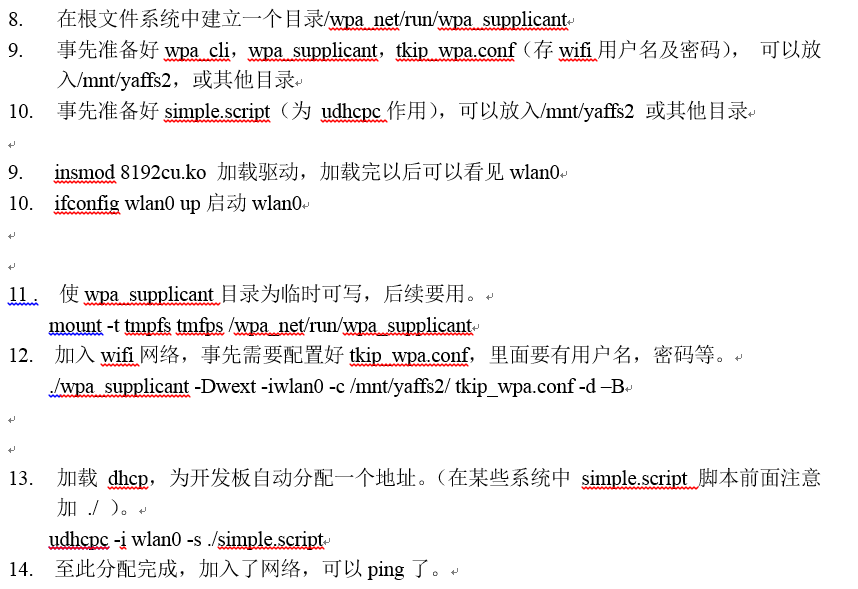 8. 在根文件系统中建立一个目录/wpa_net/run/wpa_supplicant
9. 事先准备好 wpa_cli，wpa_supplicant，tkip_wpa.conf（存 wifi 用户名及密码）， 可以放
入/mnt/yaffs2，或其他目录
10. 事先准备好 simple.script（为 udhcpc 作用），可以放入/mnt/yaffs2 或其他目录
9. insmod 8192cu.ko 加载驱动，加载完以后可以看见 wlan0
10. ifconfig wlan0 up 启动 wlan0
11． 使 wpa_supplicant 目录为临时可写，后续要用。
mount -t tmpfs tmfps /wpa_net/run/wpa_supplicant
12. 加入 wifi 网络，事先需要配置好 tkip_wpa.conf，里面要有用户名，密码等。
./wpa_supplicant -Dwext -iwlan0 -c /mnt/yaffs2/ tkip_wpa.conf -d –B
13. 加载 dhcp，为开发板自动分配一个地址。（在某些系统中 simple.script 脚本前面注意
加 ./ ）。
udhcpc -i wlan0 -s ./simple.script
14. 至此分配完成，加入了网络，可以 ping 了。